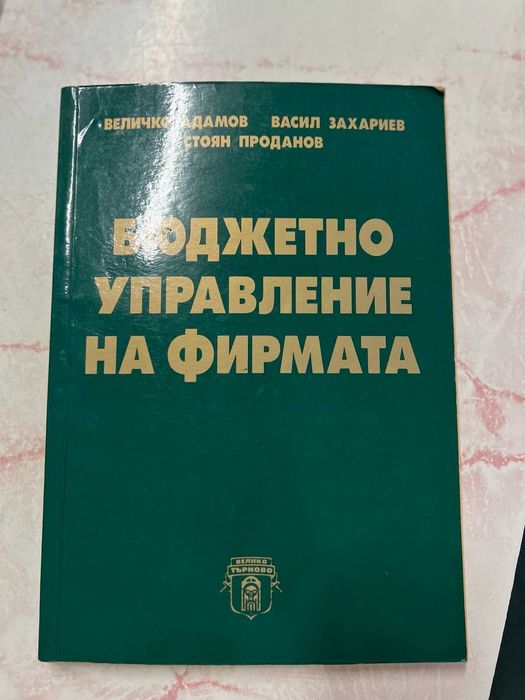 ВЕЛИЧКО АДАМОВ ВАСИЛ ЗАХАРИЕВ
СТОЯН ПРОДАНОВ
БЮДЖЕТНО
УПРАВЛЕНИЕ
НА ФИРМАТА
ВЕЛИКО
ТЪРНОВО